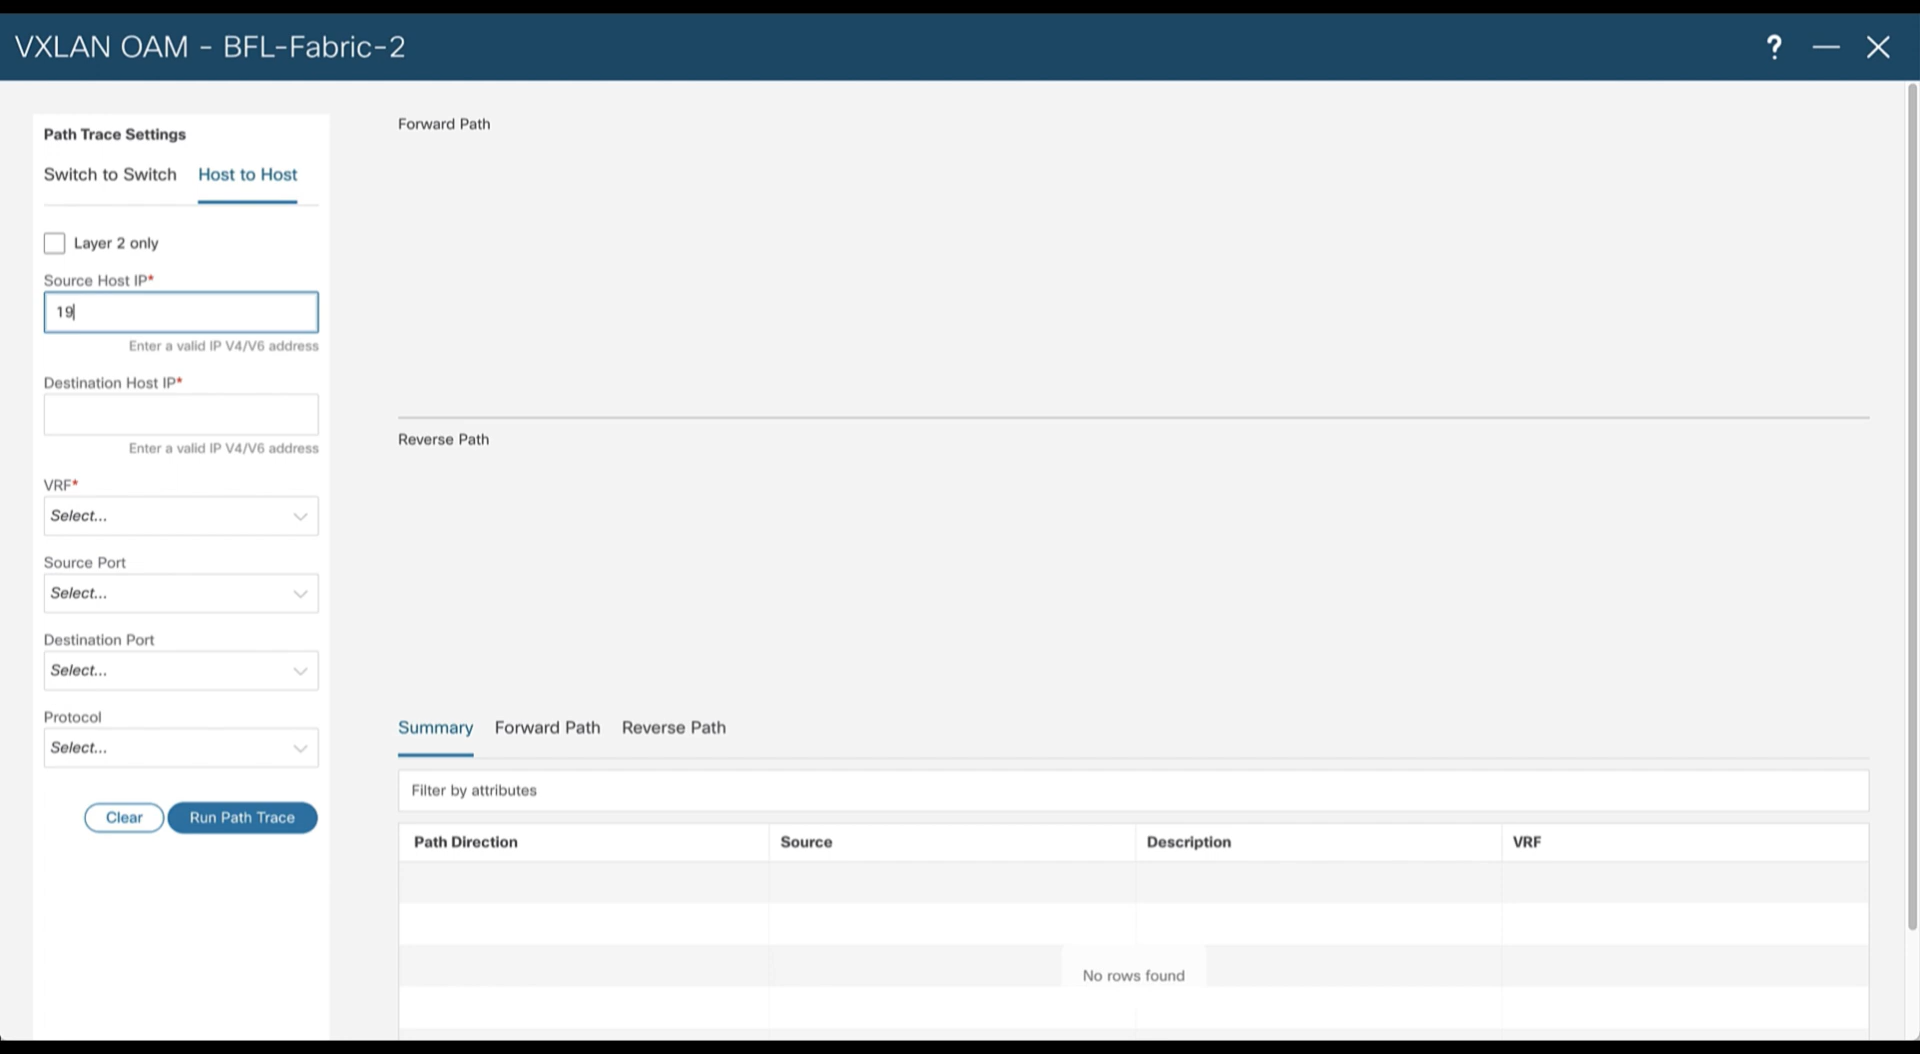 VXLAN OAM - BFL-Fabric-2
?
Path Trace Settings
Switch to Switch Host to Host
Layer 2 only
Source Host IP*
19
Enter a valid IP V4/V6 address
Destination Host IP*
Enter a valid IP V4/V6 address
VRF*
Select...
Source Port
Select...
Destination Port
Select...
Protocol
Select...
Clear Run Path Trace
Forward Path
Reverse Path
Summary Forward Path Reverse Path
Filter by attributes
Path Direction Source Description VRF
No rows found